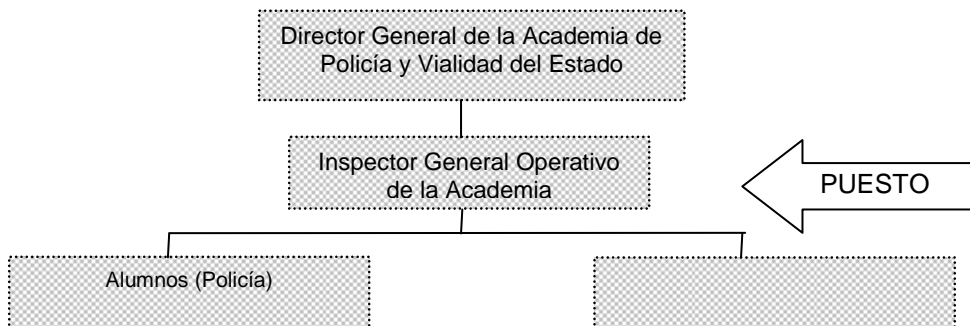 Director General de la Academia de
Policía y Vialidad del Estado
Inspector General Operativo
de la Academia
PUESTO
Alumnos (Policía)